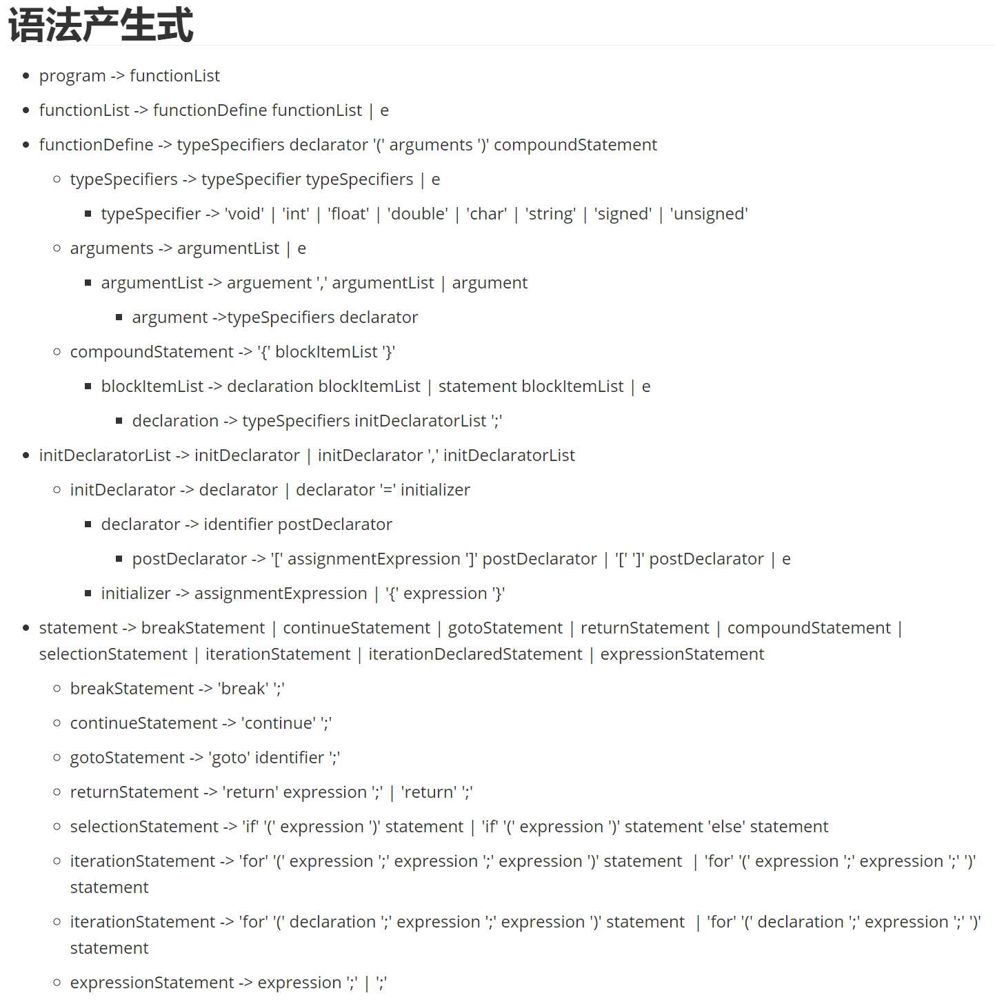 语法产生式
program -> functionList
functionList -> functionDefine functionList | e
functionDefine -> typeSpecifiers declarator '(' arguments ')' compoundStatement
typeSpecifiers -> typeSpecifier typeSpecifiers | e
typeSpecifier -> 'void' | 'int' | 'float' | 'double' | 'char' | 'string' | 'signed' | 'unsigned'
arguments -> argumentList | e
argumentList -> arguement ',' argumentList | argument
argument ->typeSpecifiers declarator
compoundStatement -> '{' blockItemList '}'
blockItemList -> declaration blockItemList | statement blockItemList | e
declaration -> typeSpecifiers initDeclaratorList ';'
initDeclaratorList -> initDeclarator | initDeclarator ',' initDeclaratorList
initDeclarator -> declarator | declarator '=' initializer
declarator -> identifier postDeclarator
postDeclarator -> '[' assignmentExpression ']' postDeclarator | '[' ']' postDeclarator | e
initializer -> assignmentExpression | '{' expression '}'
statement -> breakStatement | continueStatement | gotoStatement | returnStatement | compoundStatement |
selectionStatement | iterationStatement | iterationDeclaredStatement | expressionStatement
breakStatement -> 'break' ';'
continueStatement -> 'continue' ';'
gotoStatement -> 'goto' identifier ';'
returnStatement -> 'return' expression ';' | 'return' ';'
selectionStatement -> 'if' '(' expression ')' statement | 'if' '(' expression ')' statement 'else' statement
iterationStatement -> 'for' '(' expression ';' expression ';' expression ')' statement | 'for' '(' expression ';' expression ';' ')'
statement
iterationStatement -> 'for' '(' declaration ';' expression ';' expression ')' statement | 'for' '(' declaration ';' expression ';' ')'
statement
expressionStatement -> expression ';' | ';'